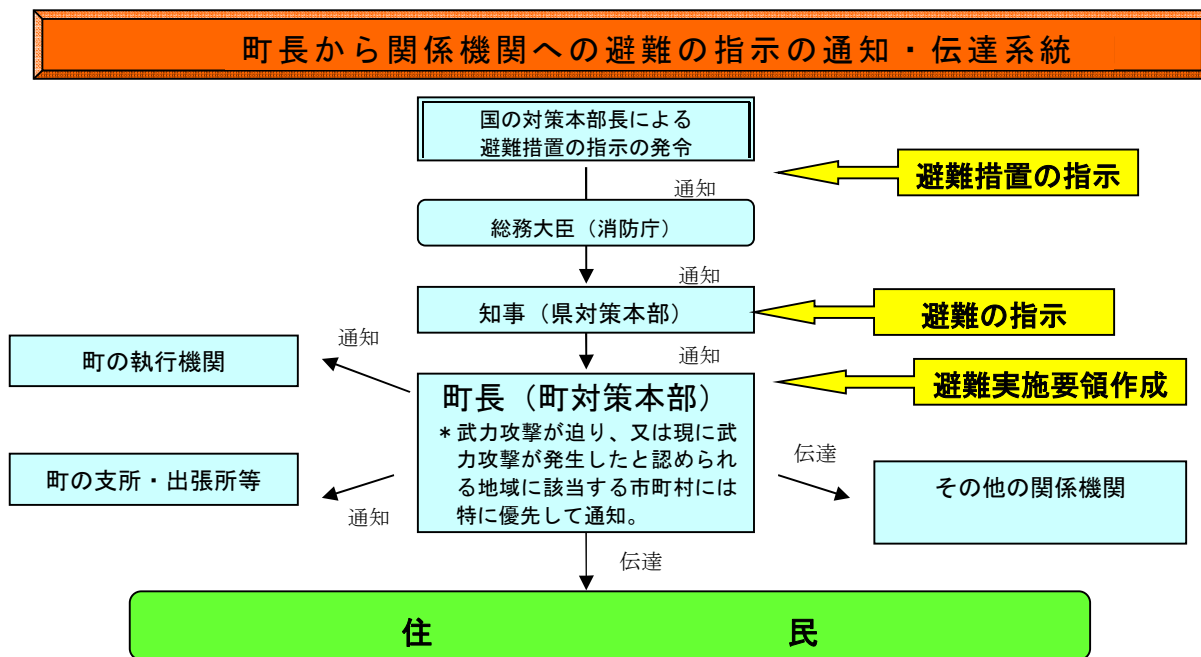 町長から関係機関への避難の指示の通知・伝達系統
国の対策本部長による
避難措置の指示の発令
避難措置の指示
通知
総務大臣（消防庁）
通知
知事（県対策本部）
避難の指示
通知
町の執行機関
通知
避難実施要領作成
町長（町対策本部）
＊武力攻撃が迫り、又は現に武
力攻撃が発生したと認められ
る地域に該当する市町村には
特に優先して通知。
町の支所・出張所等
通知
伝達
その他の関係機関
伝達
住民